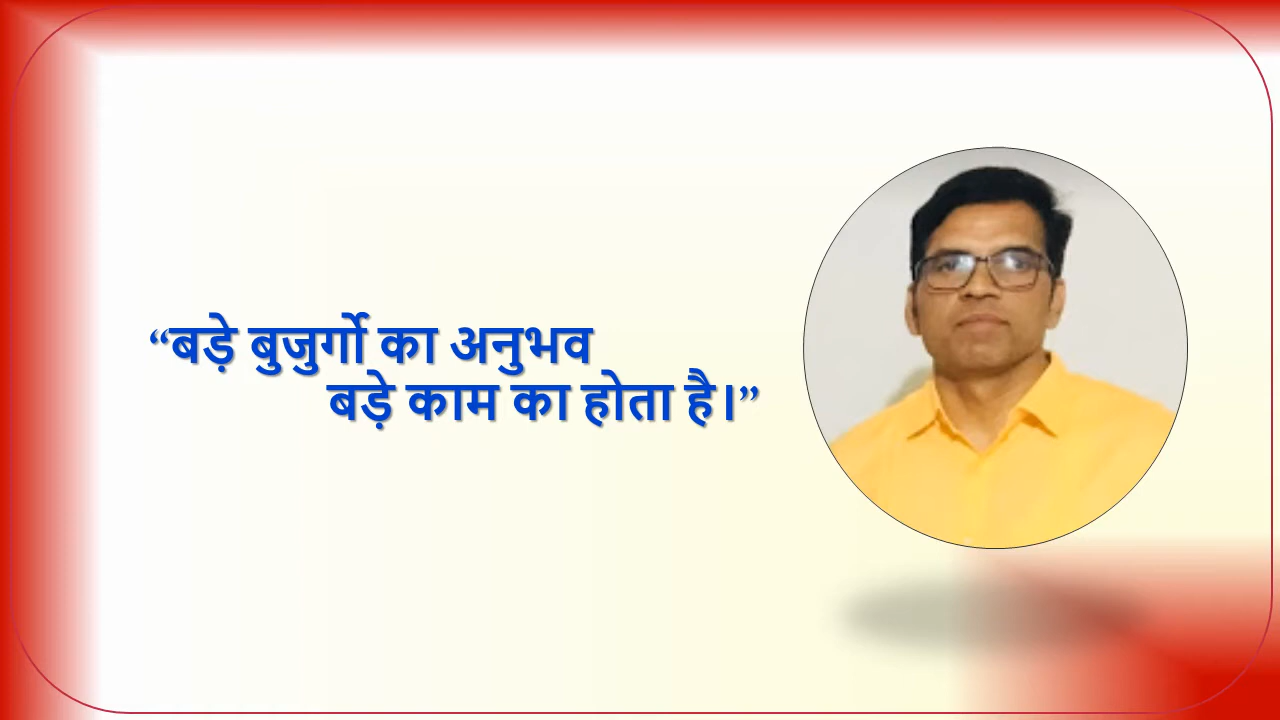 “बड़े बुजुर्गो का अनुभव
बड़े काम का होता है।”